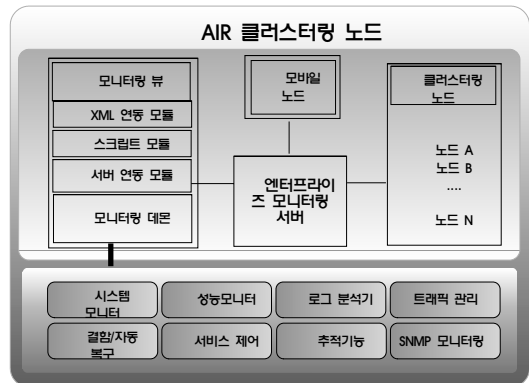 AIR 클러스터링 노드
모니터링 뷰
XML 연동 모듈
스크립트 모듈
서버 연동 모듈
모니터링 데몬
모바일
노드
엔터프라이
즈 모니터링
서버
클러스터링
노드
노드 A
노드 B
....
노드 N
시스템
모니터
성능모니터
로그 분석기
트래픽 관리
결함/자동
복구
서비스 제어
추적기능
SNMP 모니터링